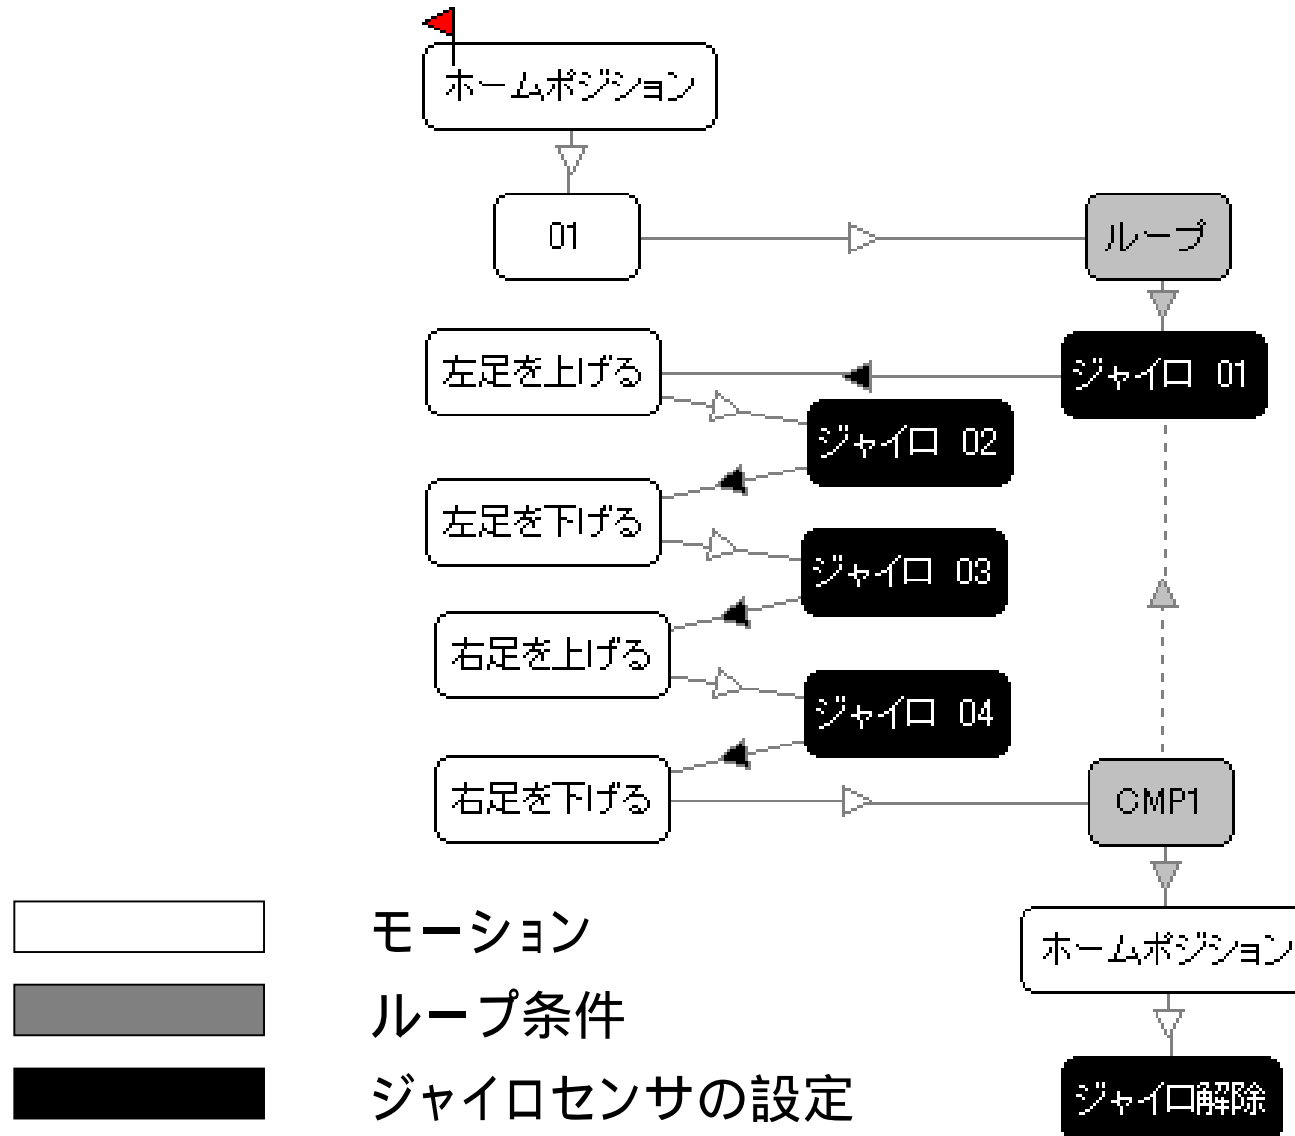 ホームポジション
01
ループ
ジャイロ 01
左足を上げる
ジャイロ 02
左足を下げる
ジャイロ 03
右足を上げる
ジャイロ 04
右足を下げる
CMP1
ホームポジション
ジャイロ解除
モーション
ループ条件
ジャイロセンサの設定